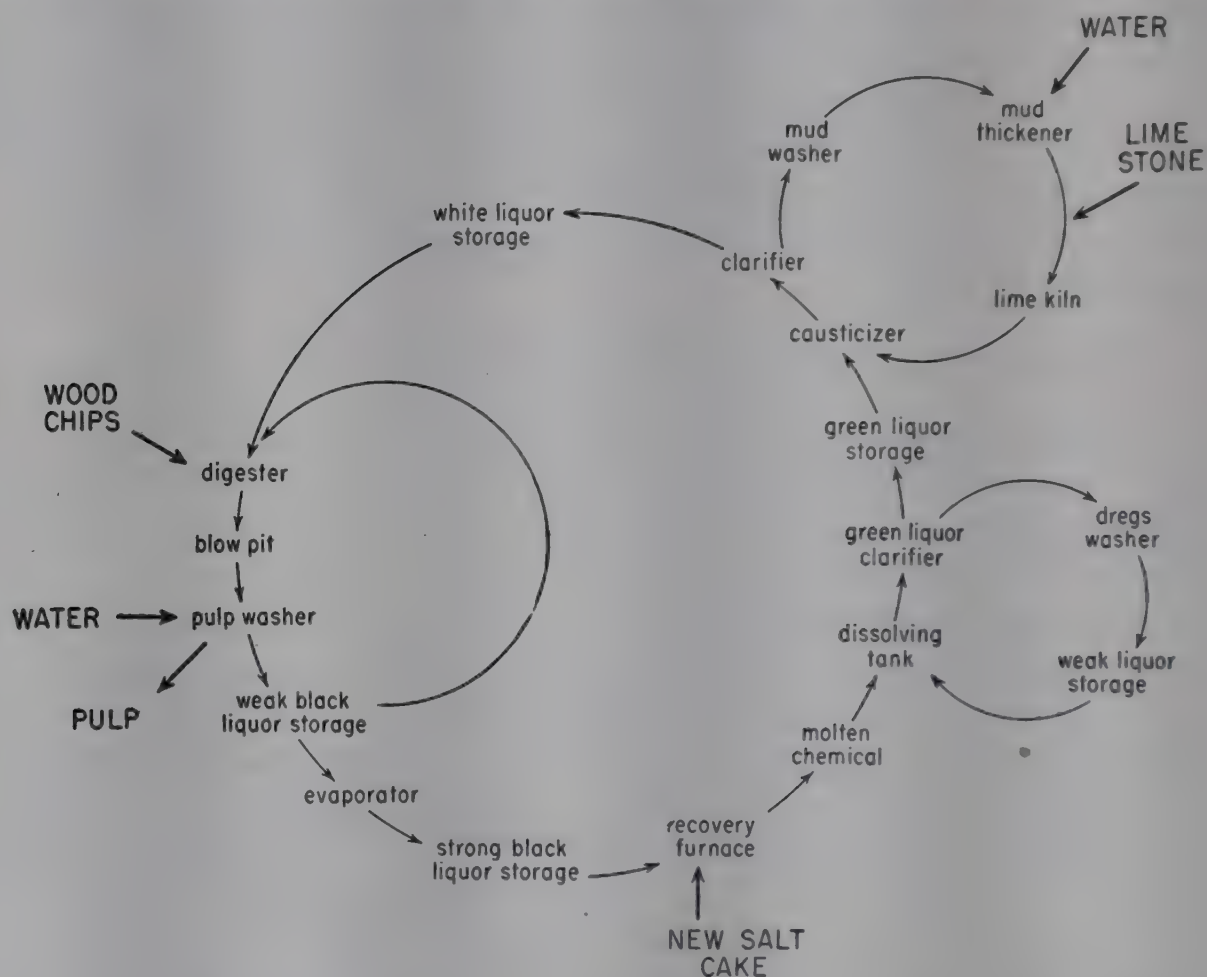 WATER
mud
thickener
LIME
STONE
mud
washer
white liquor
storage
clarifier
lime kiln
causticizer
WOOD
CHIPS
green liquor
storage
digester
dregs
washer
green liquor
clarifier
blow pit
WATER
pulp washer
dissolving
tank
weak liquor
storage
PULP
weak black
liquor storage
molten
chemical
evaporator
recovery
furnace
strong black
liquor storage
NEW SALT
CAKE